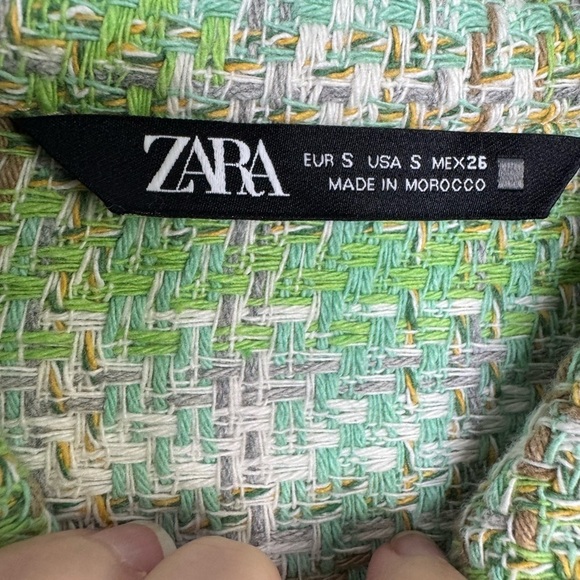 ZARA
EUR S USA S MEX 26
MADE IN MOROCCO